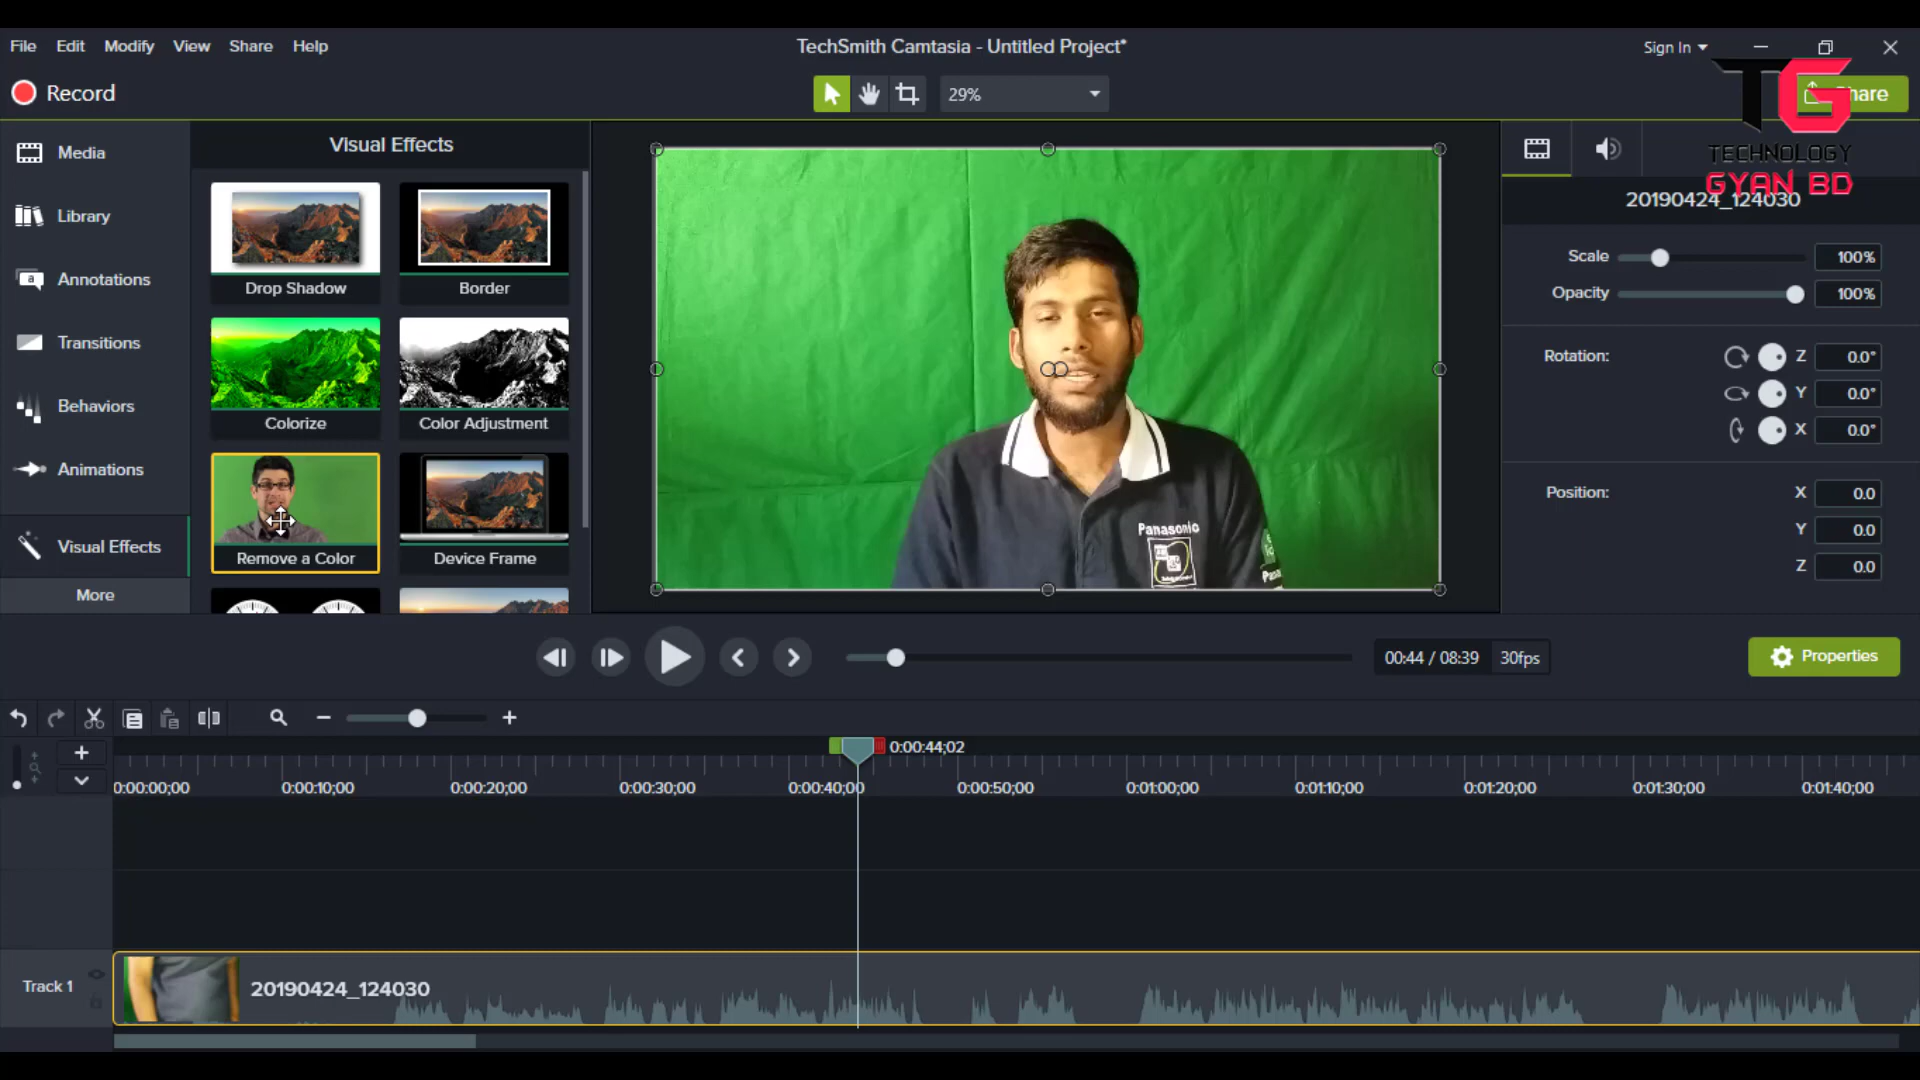 File Edit Modify View Share Help
TechSmith Camtasia - Untitled Project*
Sign In
Record
29%
Share
TECHNOLOGY
GYAN BD
Media
Library
Annotations
Transitions
Behaviors
Animations
Visual Effects
More
Visual Effects
Drop Shadow
Border
Colorize
Color Adjustment
Remove a Color
Device Frame
Panasonic
20190424_124030
Scale 100%
Opacity 100%
Rotation: Z 0.0°
Y 0.0°
X 0.0°
Position: X 0.0
Y 0.0
Z 0.0
00:44 / 08:39 30fps
Properties
0:00:44;02
0:00:00;00 0:00:10;00 0:00:20;00 0:00:30;00 0:00:40;00 0:00:50;00 0:01:00;00 0:01:10;00 0:01:20;00 0:01:30;00 0:01:40;00
Track 1
20190424_124030